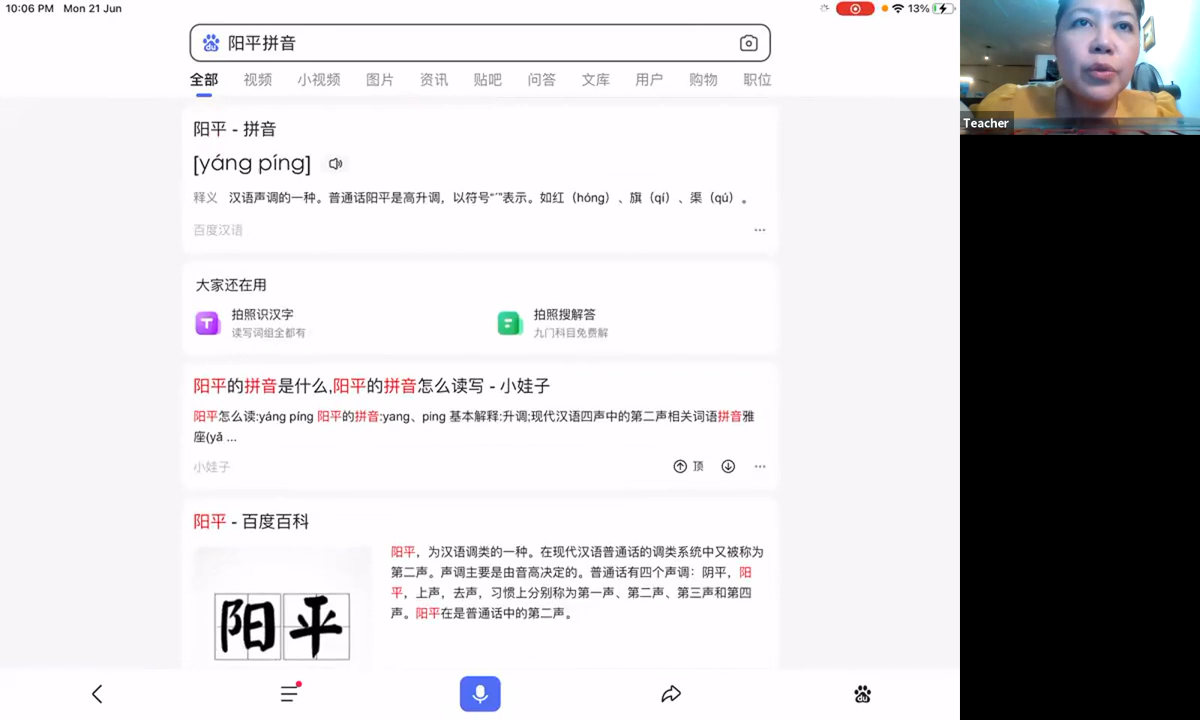 10:06 PM Mon 21 Jun
13%
阳平拼音
全部 视频 小视频 图片 资讯 贴吧 问答 文库 用户 购物 职位
Teacher
阳平 - 拼音
[yáng píng]
释义 汉语声调的一种。普通话阳平是高升调，以符号“ˊ”表示。如红（hóng）、旗（qí）、渠（qú）。
百度汉语
大家还在用
拍照识汉字
读写词组全都有
拍照搜解答
九门科目免费解
阳平的拼音是什么,阳平的拼音怎么读写 - 小娃子
阳平怎么读:yáng píng 阳平的拼音:yang、ping 基本解释:升调;现代汉语四声中的第二声相关词语拼音雅
座(yǎ ...
小娃子
顶
阳平 - 百度百科
阳平，为汉语调类的一种。在现代汉语普通话的调类系统中又被称为
第二声。声调主要是由音高决定的。普通话有四个声调：阴平，阳
平，上声，去声，习惯上分别称为第一声、第二声、第三声和第四
声。阳平在是普通话中的第二声。
阳平